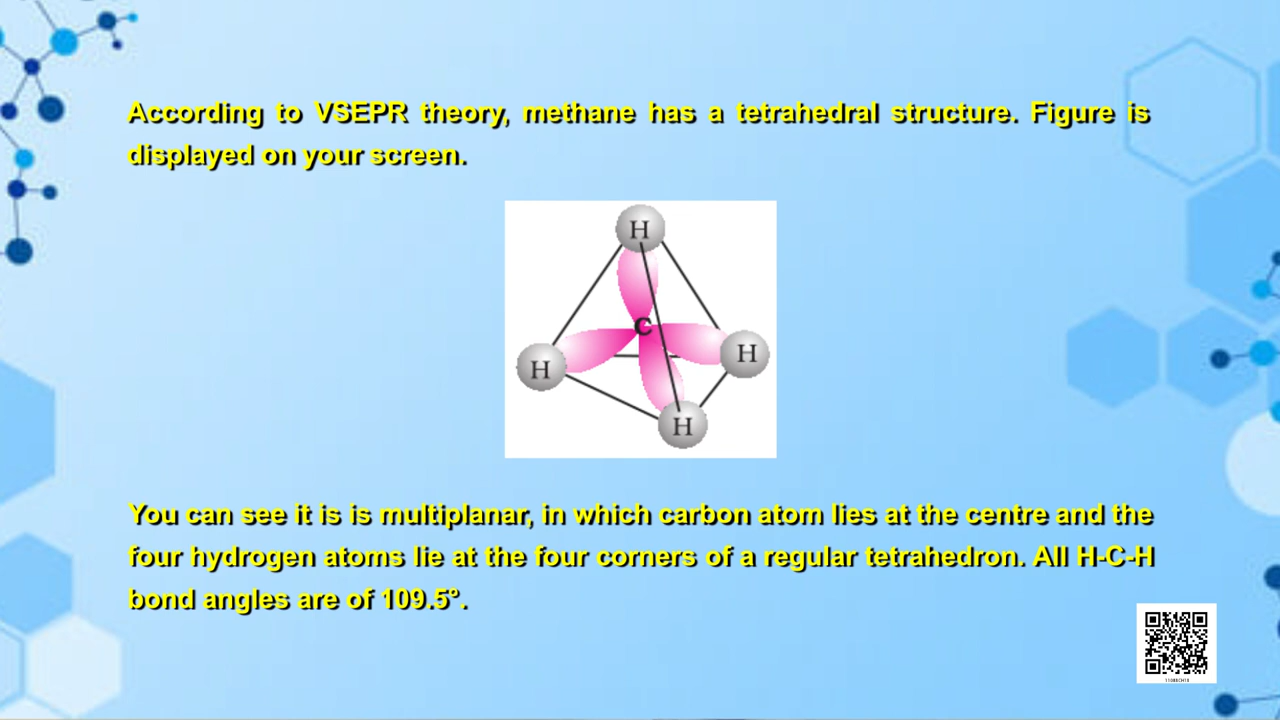 According to VSEPR theory, methane has a tetrahedral structure. Figure is
displayed on your screen.
H
C
H
H
H
You can see it is is multiplanar, in which carbon atom lies at the centre and the
four hydrogen atoms lie at the four corners of a regular tetrahedron. All H-C-H
bond angles are of 109.5°.